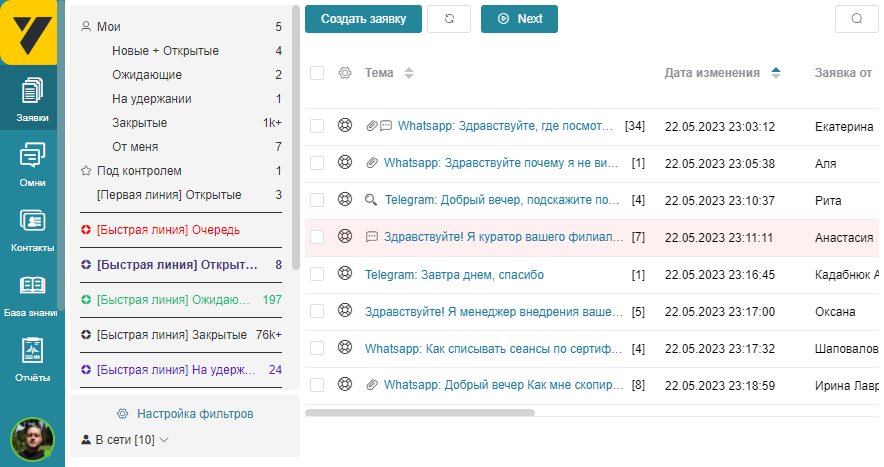 Заявки
Омни
Контакты
База знани
Отчёты
Мои 5
Новые + Открытые 4
Ожидающие 2
На удержании 1
Закрытые 1k+
От меня 7
Под контролем 1
[Первая линия] Открытые 3
[Быстрая линия] Очередь
[Быстрая линия] Открыт... 8
[Быстрая линия] Ожидаю... 197
[Быстрая линия] Закрытые 76k+
[Быстрая линия] На удерж... 24
Настройка фильтров
В сети [10]
Создать заявку Next
Тема Дата изменения Заявка от
Whatsapp: Здравствуйте, где посмот... [34] 22.05.2023 23:03:12 Екатерина
Whatsapp: Здравствуйте почему я не ви... [1] 22.05.2023 23:05:38 Аля
Telegram: Добрый вечер, подскажите по... [4] 22.05.2023 23:10:37 Рита
Здравствуйте! Я куратор вашего филиал... [7] 22.05.2023 23:11:11 Анастасия
Telegram: Завтра днем, спасибо [1] 22.05.2023 23:16:45 Кадабнюк А
Здравствуйте! Я менеджер внедрения ваше... [5] 22.05.2023 23:17:00 Оксана
Whatsapp: Как списывать сеансы по сертиф... [4] 22.05.2023 23:17:32 Шаповалов
Whatsapp: Добрый вечер Как мне скопир... [8] 22.05.2023 23:18:59 Ирина Лавр